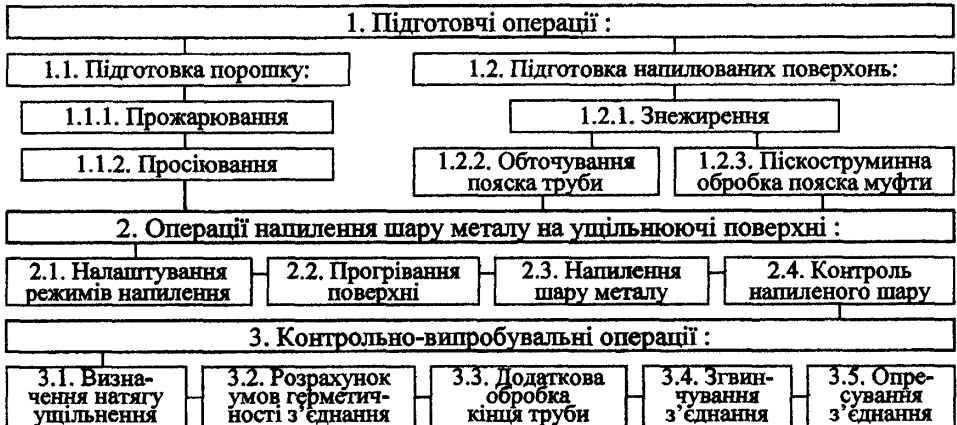 1. Підготовчі операції :
1.1. Підготовка порошку:
1.2. Підготовка напилюваних поверхонь:
1.1.1. Прожарювання
1.2.1. Знежирення
1.1.2. Просіювання
1.2.2. Обточування
пояска труби
1.2.3. Піскоструминна
обробка пояска муфти
2. Операції напилення шару металу на ущільнюючі поверхні :
2.1. Налаштування
режимів напилення
2.2. Прогрівання
поверхні
2.3. Напилення
шару металу
2.4. Контроль
напиленого шару
3. Контрольно-випробувальні операції :
3.1. Визна-
чення натягу
ущільнення
3.2. Розрахунок
умов герметич-
ності з’єднання
3.3. Додаткова
обробка
кінця труби
3.4. Згвин-
чування
з’єднання
3.5. Опре-
сування
з’єднання